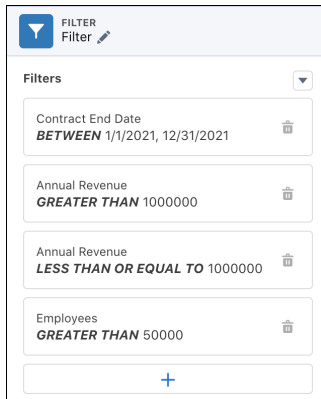 FILTER
Filter
Filters
Contract End Date
BETWEEN 1/1/2021, 12/31/2021
Annual Revenue
GREATER THAN 1000000
Annual Revenue
LESS THAN OR EQUAL TO 1000000
Employees
GREATER THAN 50000
+